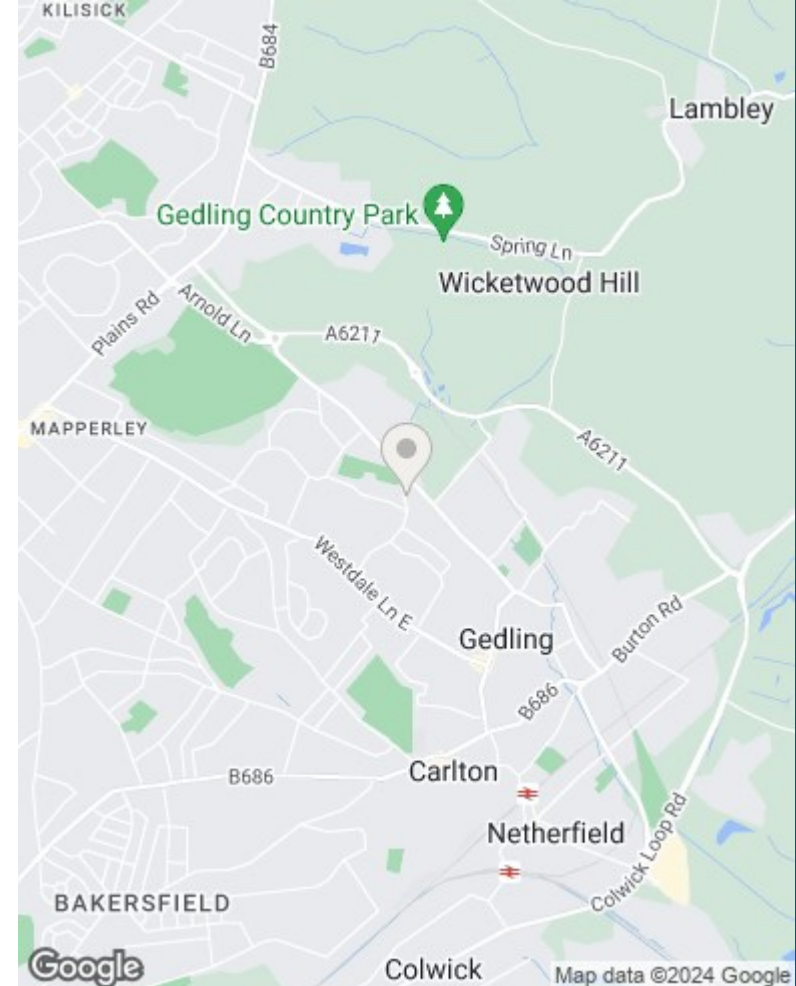 KILISICK
B684
Lambley
Gedling Country Park
Spring Ln
Wicketwood Hill
Arnold Ln
Plains Rd
A6211
MAPPERLEY
A6211
Westdale Ln E
Gedling
Burton Rd
B686
B686
Carlton
Netherfield
Colwick Loop Rd
BAKERSFIELD
Colwick
Google
Map data ©2024 Google